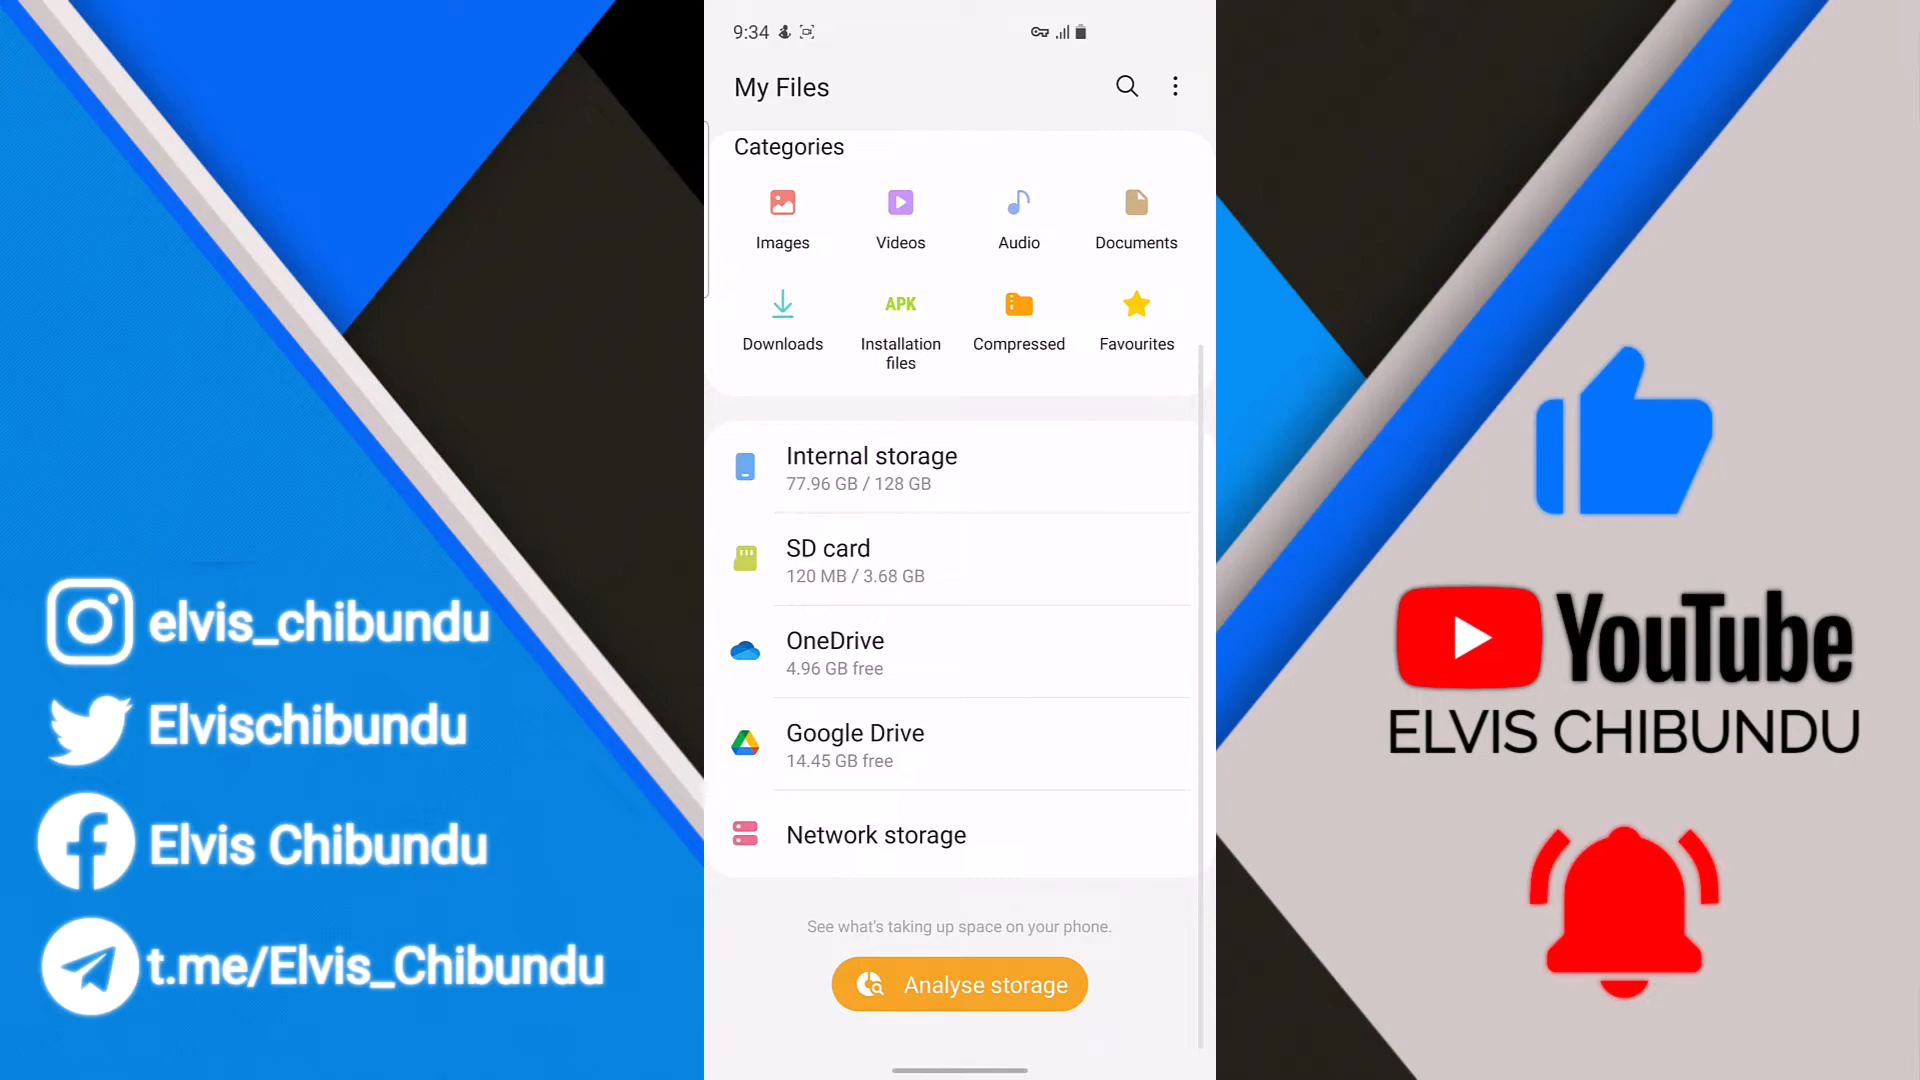 elvis_chibundu
Elvischibundu
Elvis Chibundu
t.me/Elvis_Chibundu
9:34
My Files
Categories
Images
Videos
Audio
Documents
Downloads
APK
Installation
files
Compressed
Favourites
Internal storage
77.96 GB / 128 GB
SD card
120 MB / 3.68 GB
OneDrive
4.96 GB free
Google Drive
14.45 GB free
Network storage
See what's taking up space on your phone.
Analyse storage
YouTube
ELVIS CHIBUNDU